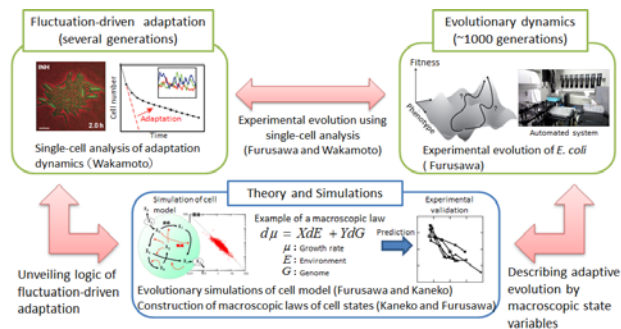 Fluctuation-driven adaptation
(several generations)
INH
2.0 h
Cell number
Adaptation
Time
Single-cell analysis of adaptation
dynamics (Wakamoto)
Experimental evolution using
single-cell analysis
(Furusawa and Wakamoto)
Evolutionary dynamics
(~1000 generations)
Fitness
Phenotype
Automated system
Experimental evolution of E. coli
( Furusawa)
Theory and Simulations
Simulation of cell
model
Example of a macroscopic law
dμ = XdE + YdG
μ : Growth rate
E : Environment
G : Genome
Prediction
Experimental
validation
Evolutionary simulations of cell model (Furusawa and Kaneko)
Construction of macroscopic laws of cell states (Kaneko and Furusawa)
Unveiling logic of
fluctuation-driven
adaptation
Describing adaptive
evolution by
macroscopic state
variables